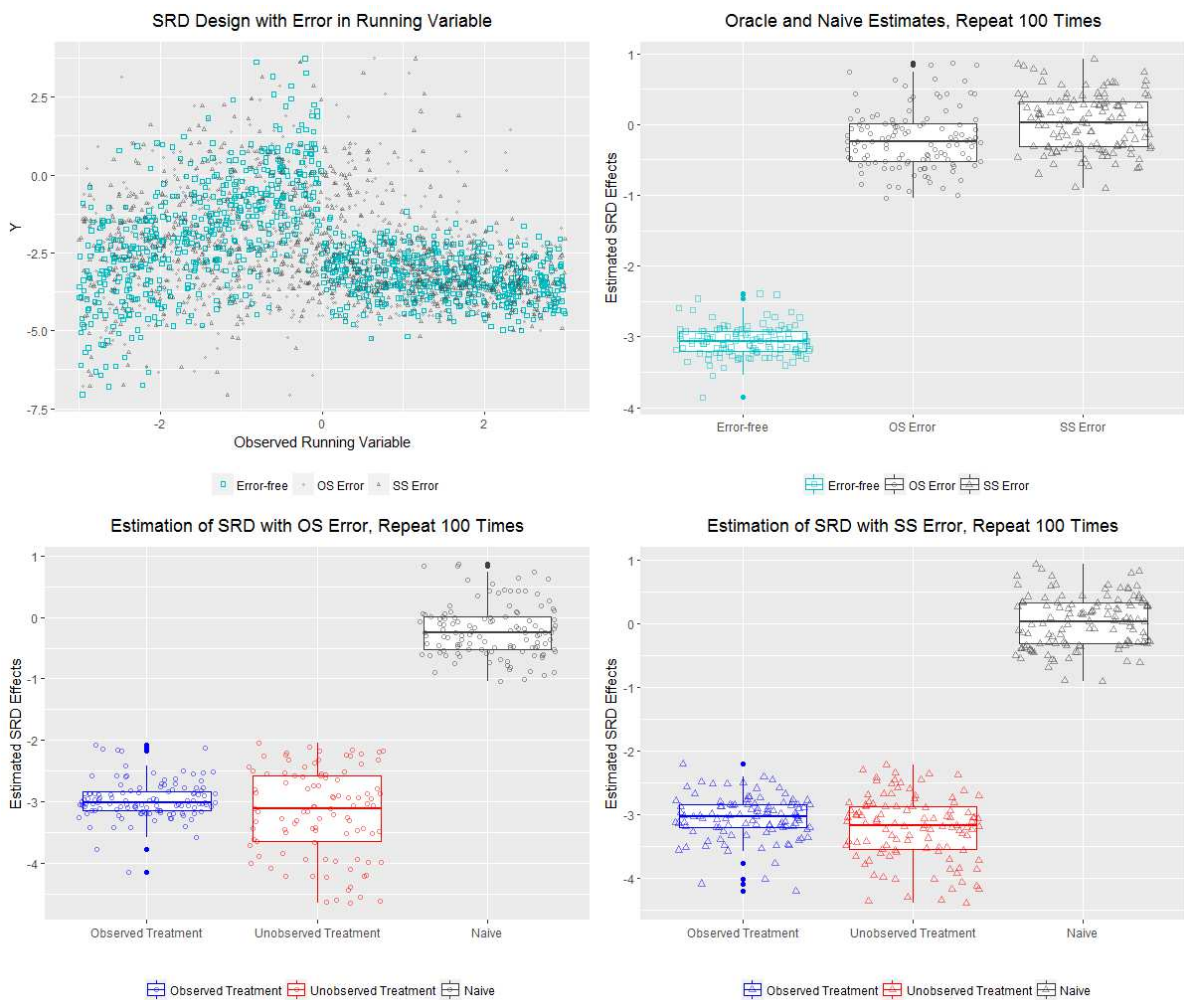 SRD Design with Error in Running Variable
Y
2.5
0.0
-2.5
-5.0
-7.5
-2
0
2
Observed Running Variable
Error-free
OS Error
SS Error
Oracle and Naive Estimates, Repeat 100 Times
Estimated SRD Effects
1
0
-1
-2
-3
-4
Error-free
OS Error
SS Error
Error-free
OS Error
SS Error
Estimation of SRD with OS Error, Repeat 100 Times
Estimated SRD Effects
1
0
-1
-2
-3
-4
Observed Treatment
Unobserved Treatment
Naive
Observed Treatment
Unobserved Treatment
Naive
Estimation of SRD with SS Error, Repeat 100 Times
Estimated SRD Effects
1
0
-1
-2
-3
-4
Observed Treatment
Unobserved Treatment
Naive
Observed Treatment
Unobserved Treatment
Naive